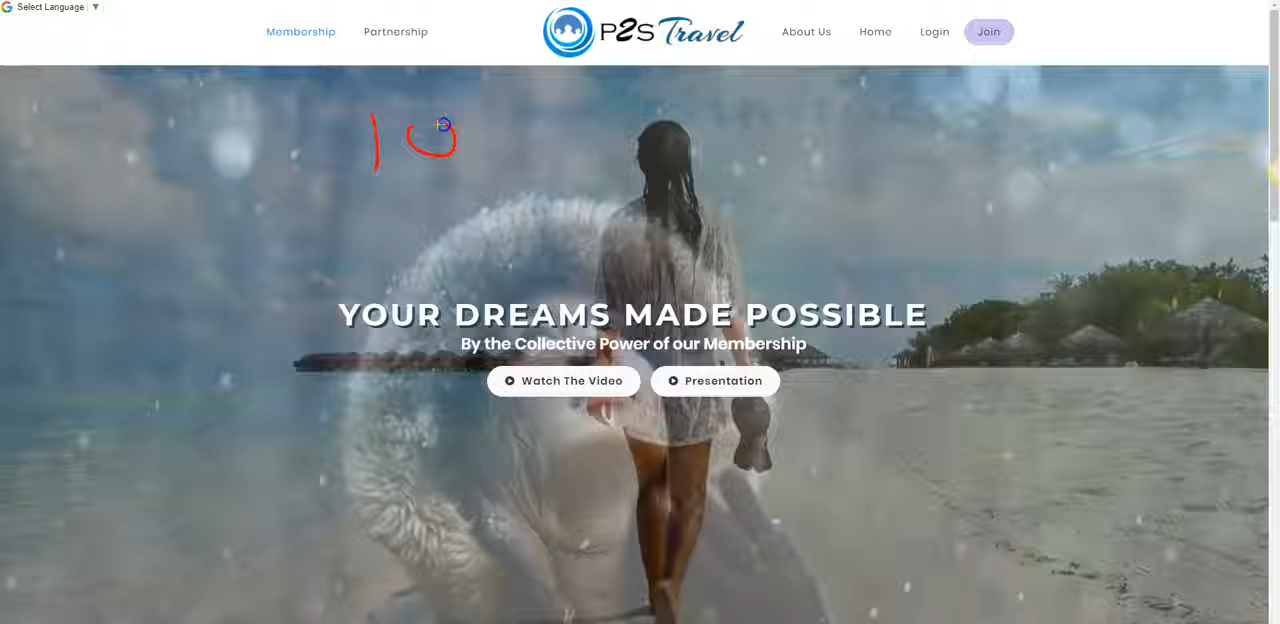 Select Language ▼
Membership Partnership P2S Travel About Us Home Login Join
10
YOUR DREAMS MADE POSSIBLE
By the Collective Power of our Membership
Watch The Video Presentation